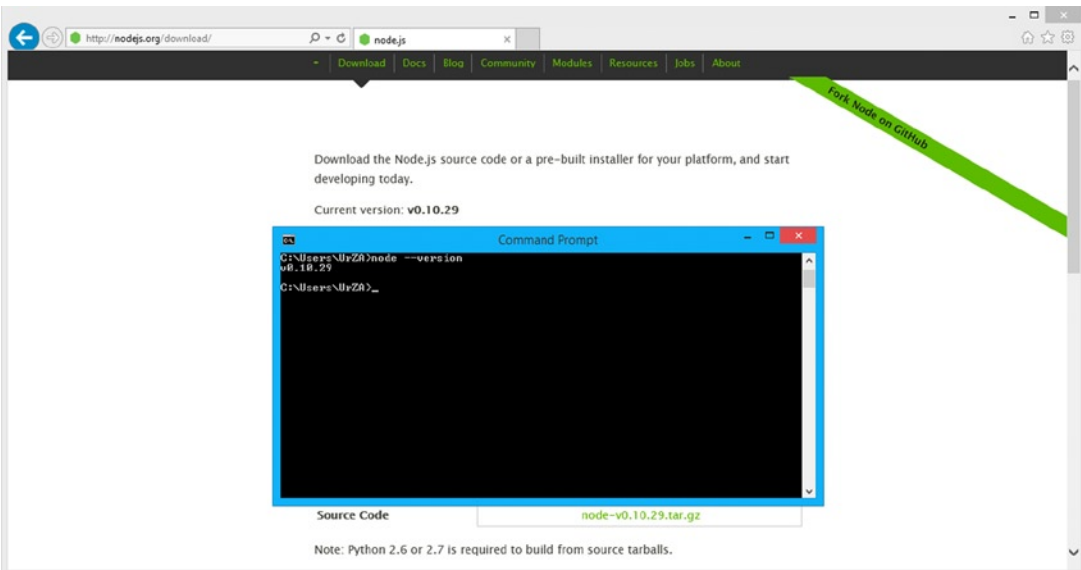 http://nodejs.org/download/
node.js
Download Docs Blog Community Modules Resources Jobs About
Fork Node on GitHub
Download the Node.js source code or a pre-built installer for your platform, and start
developing today.
Current version: v0.10.29
Command Prompt
C:\Users\UrZA>node --version
v0.10.29
C:\Users\UrZA>_
Source Code node-v0.10.29.tar.gz
Note: Python 2.6 or 2.7 is required to build from source tarballs.